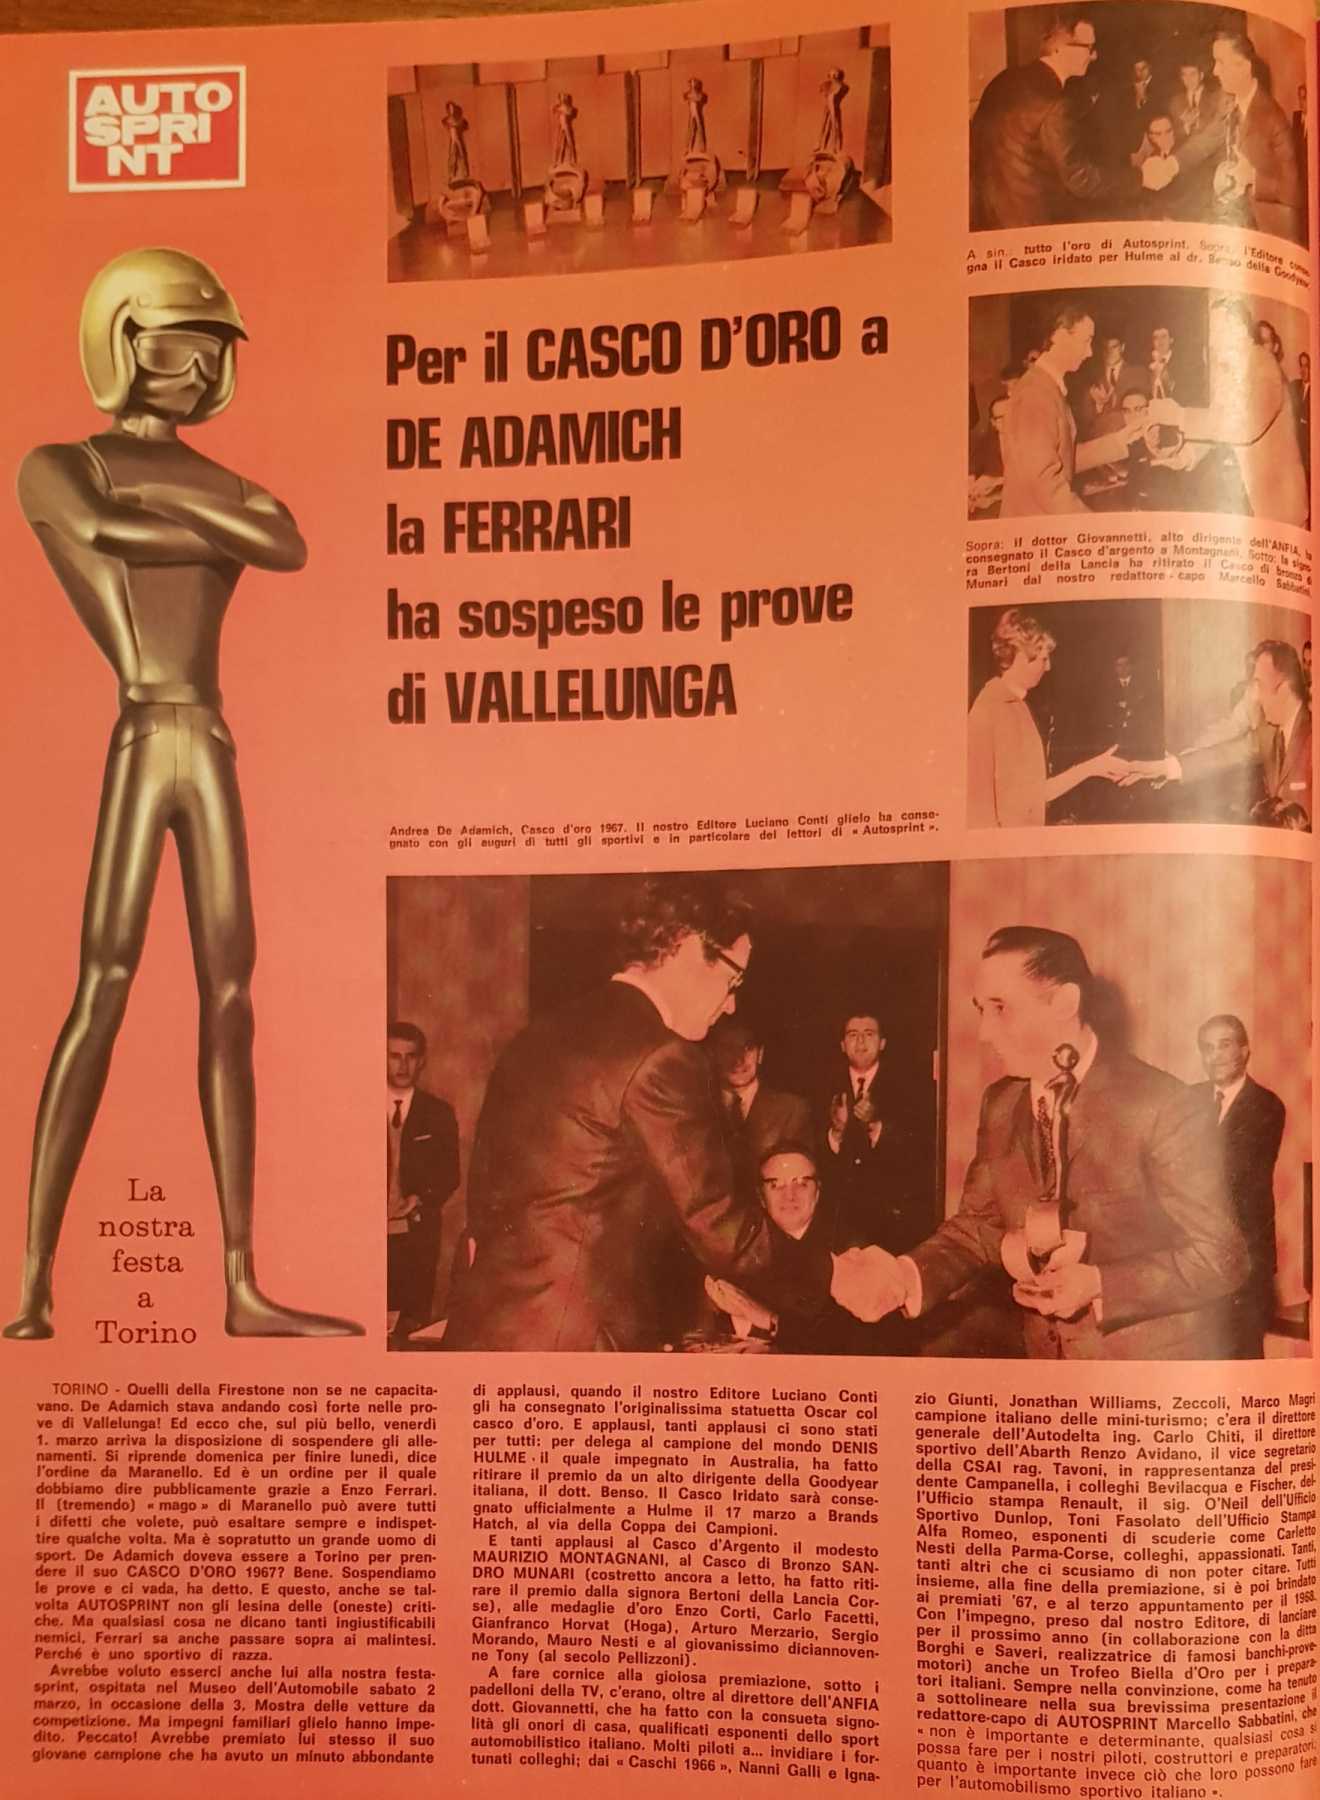 AUTO
SPRI
NT
A sin.: tutto l'oro di Autosprint. Sopra, l'Editore conse-
gna il Casco iridato per Hulme al dr. Benso della Goodyear.
Per il CASCO D'ORO a
DE ADAMICH
la FERRARI
ha sospeso le prove
di VALLELUNGA
Sopra: il dottor Giovannetti, alto dirigente dell'ANFIA, ha
consegnato il Casco d'argento a Montagnani. Sotto: la signo-
ra Bertoni della Lancia ha ritirato il Casco di bronzo di
Munari dal nostro redattore-capo Marcello Sabbatini.
Andrea De Adamich, Casco d'oro 1967. Il nostro Editore Luciano Conti glielo ha conse-
gnato con gli auguri di tutti gli sportivi e in particolare dei lettori di « Autosprint ».
La
nostra
festa
a
Torino
TORINO - Quelli della Firestone non se ne capacita-
vano. De Adamich stava andando così forte nelle pro-
ve di Vallelunga! Ed ecco che, sul più bello, venerdì
1. marzo arriva la disposizione di sospendere gli alle-
namenti. Si riprende domenica per finire lunedì, dice
l'ordine da Maranello. Ed è un ordine per il quale
dobbiamo dire pubblicamente grazie a Enzo Ferrari.
Il (tremendo) « mago » di Maranello può avere tutti
i difetti che volete, può esaltare sempre e indispet-
tire qualche volta. Ma è sopratutto un grande uomo di
sport. De Adamich doveva essere a Torino per pren-
dere il suo CASCO D'ORO 1967? Bene. Sospendiamo
le prove e ci vada, ha detto. E questo, anche se tal-
volta AUTOSPRINT non gli lesina delle (oneste) criti-
che. Ma qualsiasi cosa ne dicano tanti ingiustificabili
nemici, Ferrari sa anche passare sopra ai malintesi.
Perché è uno sportivo di razza.
Avrebbe voluto esserci anche lui alla nostra festa-
sprint, ospitata nel Museo dell'Automobile sabato 2
marzo, in occasione della 3. Mostra delle vetture da
competizione. Ma impegni familiari glielo hanno impe-
dito. Peccato! Avrebbe premiato lui stesso il suo
giovane campione che ha avuto un minuto abbondante
di applausi, quando il nostro Editore Luciano Conti
gli ha consegnato l'originalissima statuetta Oscar col
casco d'oro. E applausi, tanti applausi ci sono stati
per tutti: per delega al campione del mondo DENIS
HULME - il quale impegnato in Australia, ha fatto
ritirare il premio da un alto dirigente della Goodyear
italiana, il dott. Benso. Il Casco Iridato sarà conse-
gnato ufficialmente a Hulme il 17 marzo a Brands
Hatch, al via della Coppa dei Campioni.
E tanti applausi al Casco d'Argento il modesto
MAURIZIO MONTAGNANI, al Casco di Bronzo SAN-
DRO MUNARI (costretto ancora a letto, ha fatto riti-
rare il premio dalla signora Bertoni della Lancia Cor-
se), alle medaglie d'oro Enzo Corti, Carlo Facetti,
Gianfranco Horvat (Hoga), Arturo Merzario, Sergio
Morando, Mauro Nesti e al giovanissimo diciannoven-
ne Tony (al secolo Pellizzoni).
A fare cornice alla gioiosa premiazione, sotto i
padelloni della TV, c'erano, oltre al direttore dell'ANFIA
dott. Giovannetti, che ha fatto con la consueta signo-
lità gli onori di casa, qualificati esponenti dello sport
automobilistico italiano. Molti piloti a... invidiare i for-
tunati colleghi; dai « Caschi 1966 », Nanni Galli e Igna-
zio Giunti, Jonathan Williams, Zeccoli, Marco Magri
campione italiano delle mini-turismo; c'era il direttore
generale dell'Autodelta ing. Carlo Chiti, il direttore
sportivo dell'Abarth Renzo Avidano, il vice segretario
della CSAI rag. Tavoni, in rappresentanza del presi-
dente Campanella, i colleghi Bevilacqua e Fischer, del-
l'Ufficio stampa Renault, il sig. O'Neil dell'Ufficio
Sportivo Dunlop, Toni Fasolato dell'Ufficio Stampa
Alfa Romeo, esponenti di scuderie come Carletto
Nesti della Parma-Corse, colleghi, appassionati. Tanti,
tanti altri che ci scusiamo di non poter citare. Tutti
insieme, alla fine della premiazione, si è poi brindato
ai premiati '67, e al terzo appuntamento per il 1968.
Con l'impegno, preso dal nostro Editore, di lanciare
per il prossimo anno (in collaborazione con la ditta
Borghi e Saveri, realizzatrice di famosi banchi-prove-
motori) anche un Trofeo Biella d'Oro per i prepara-
tori italiani. Sempre nella convinzione, come ha tenuto
a sottolineare nella sua brevissima presentazione il
redattore-capo di AUTOSPRINT Marcello Sabbatini, che
« non è importante e determinante, qualsiasi cosa si
possa fare per i nostri piloti, costruttori e preparatori;
quanto è importante invece ciò che loro possono fare
per l'automobilismo sportivo italiano ».